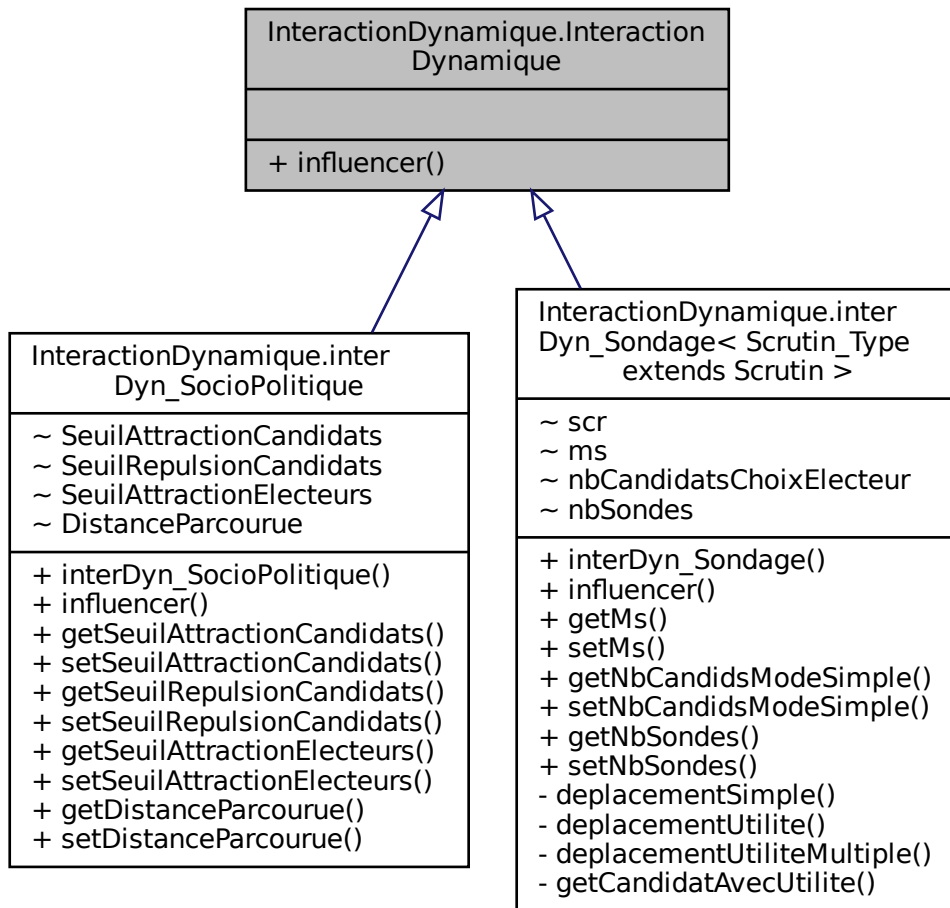 InteractionDynamique.Interaction
Dynamique
+ influencer()
InteractionDynamique.inter
Dyn_SocioPolitique
~ SeuilAttractionCandidats
~ SeuilRepulsionCandidats
~ SeuilAttractionElecteurs
~ DistanceParcourue
+ interDyn_SocioPolitique()
+ influencer()
+ getSeuilAttractionCandidats()
+ setSeuilAttractionCandidats()
+ getSeuilRepulsionCandidats()
+ setSeuilRepulsionCandidats()
+ getSeuilAttractionElecteurs()
+ setSeuilAttractionElecteurs()
+ getDistanceParcourue()
+ setDistanceParcourue()
InteractionDynamique.inter
Dyn_Sondage< Scrutin_Type
extends Scrutin >
~ scr
~ ms
~ nbCandidatsChoixElecteur
~ nbSondes
+ interDyn_Sondage()
+ influencer()
+ getMs()
+ setMs()
+ getNbCandidsModeSimple()
+ setNbCandidsModeSimple()
+ getNbSondes()
+ setNbSondes()
- deplacementSimple()
- deplacementUtilite()
- deplacementUtiliteMultiple()
- getCandidatAvecUtilite()